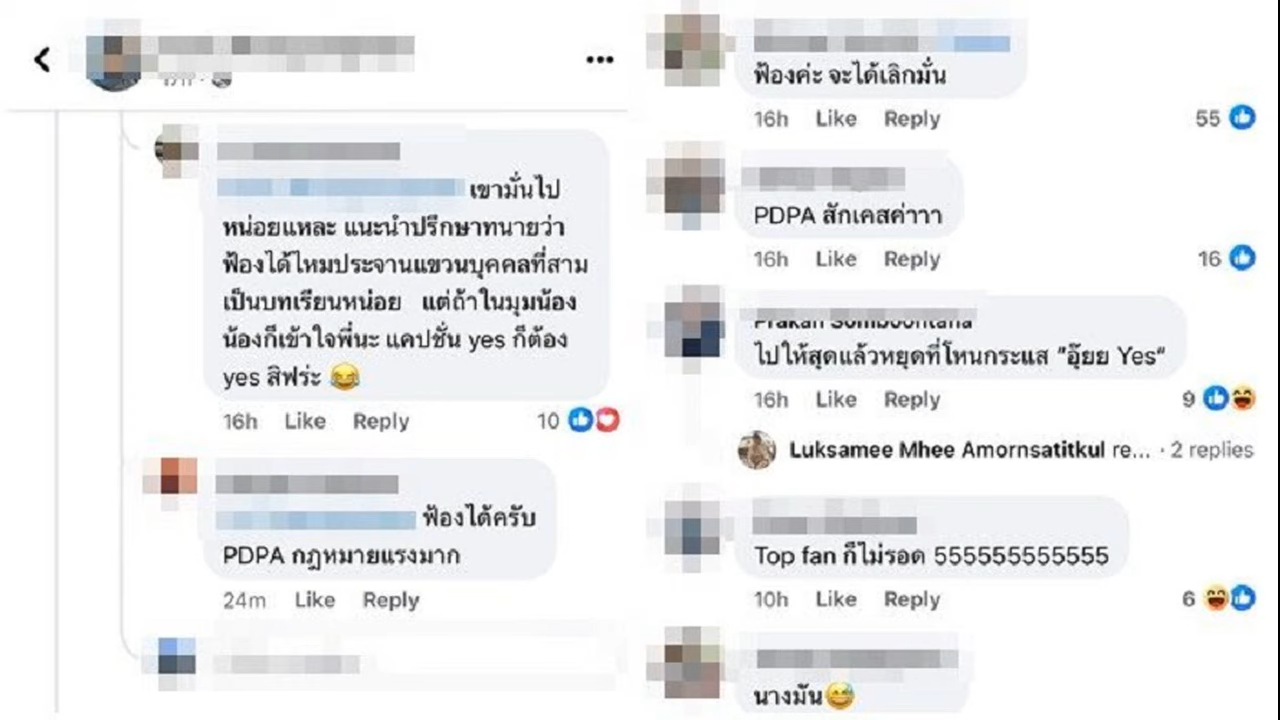 เขามั่นไป
หน่อยแหละ แนะนำปรึกษาทนายว่า
ฟ้องได้ไหมประจานแขวนบุคคลที่สาม
เป็นบทเรียนหน่อย แต่ถ้าในมุมน้อง
น้องก็เข้าใจพี่นะ แคปชั่น yes ก็ต้อง
yes สิฟร่ะ 😂
16h Like Reply 10
ฟ้องได้ครับ
PDPA กฎหมายแรงมาก
24m Like Reply
ฟ้องค่ะ จะได้เลิกมั่น
16h Like Reply 55
PDPA สักเคสค่าาา
16h Like Reply 16
ไปให้สุดแล้วหยุดที่โหนกระแส “อุ๊ยย Yes“
16h Like Reply 9
Luksamee Mhee Amornsatitkul re... · 2 replies
Top fan ก็ไม่รอด 555555555555
10h Like Reply 6
นางมัน😅